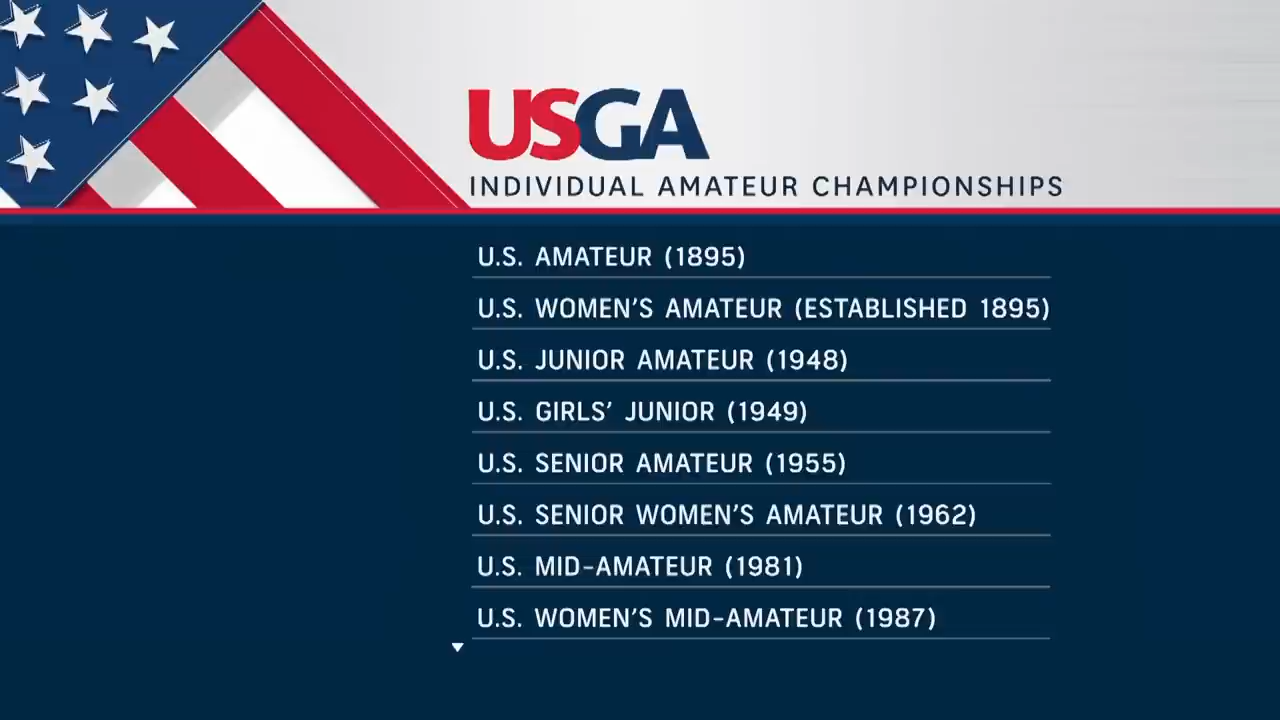 USGA
INDIVIDUAL AMATEUR CHAMPIONSHIPS
U.S. AMATEUR (1895)
U.S. WOMEN'S AMATEUR (ESTABLISHED 1895)
U.S. JUNIOR AMATEUR (1948)
U.S. GIRLS' JUNIOR (1949)
U.S. SENIOR AMATEUR (1955)
U.S. SENIOR WOMEN'S AMATEUR (1962)
U.S. MID-AMATEUR (1981)
U.S. WOMEN'S MID-AMATEUR (1987)